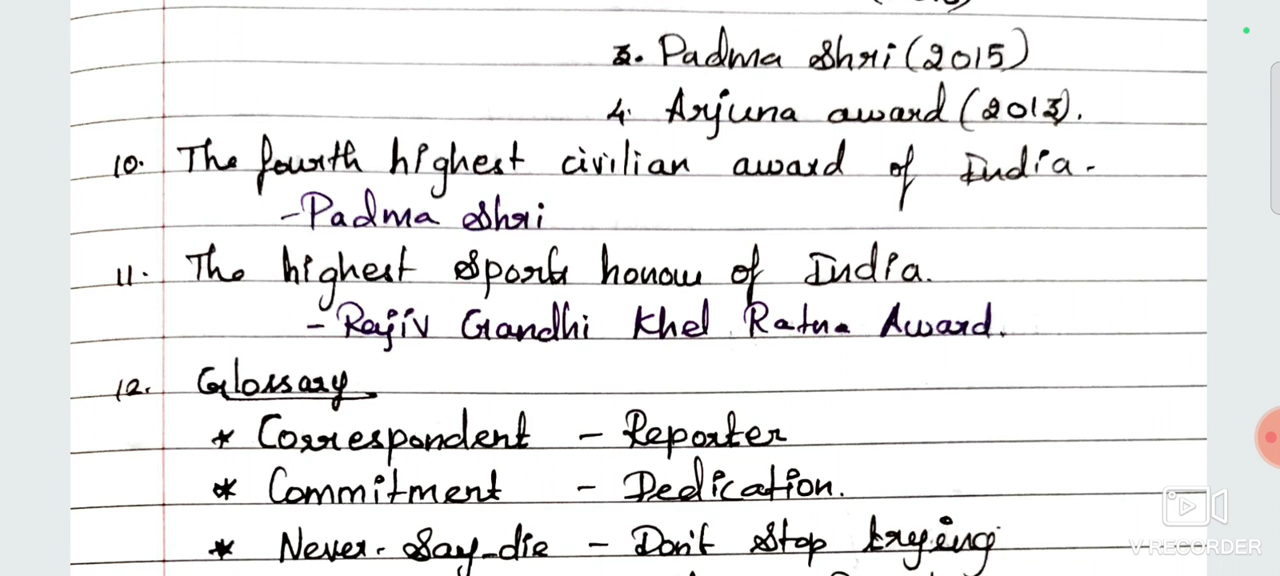 3. Padma Shri (2015)
4. Arjuna award (2013).
10. The fourth highest civilian award of India-
- Padma Shri
11. The highest sports honour of India.
- Rajiv Gandhi Khel Ratna Award.
12. Glossary
* Correspondent - Reporter
* Commitment - Dedication.
* Never-Say-die - Don't stop trying
V RECORDER